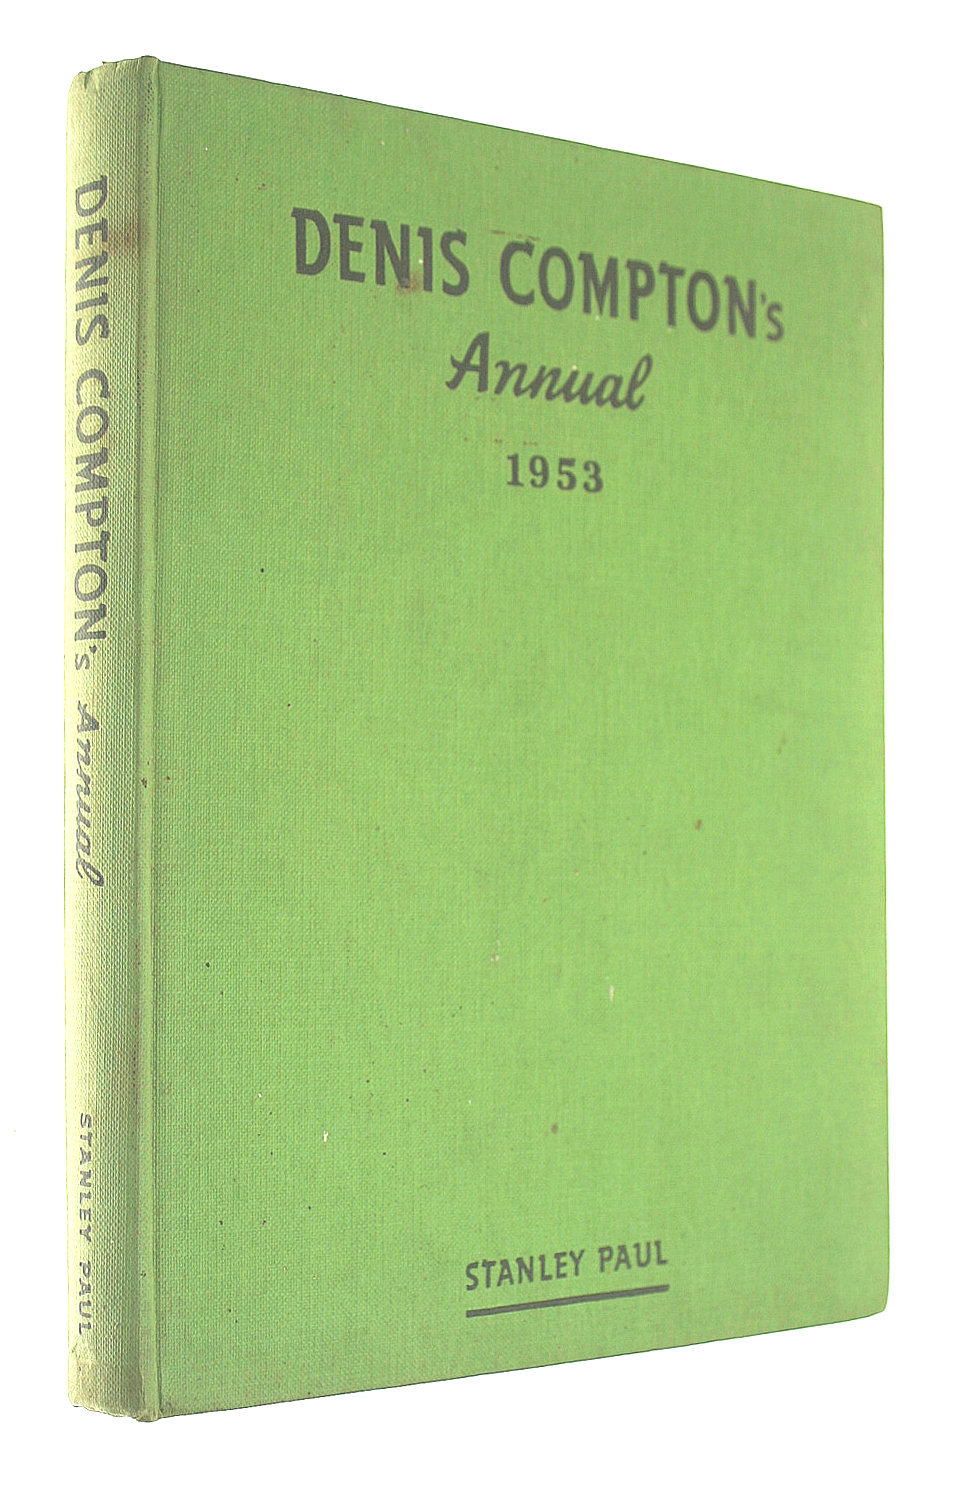 DENIS COMPTON's Annual STANLEY PAUL
DENIS COMPTON's
Annual
1953
STANLEY PAUL